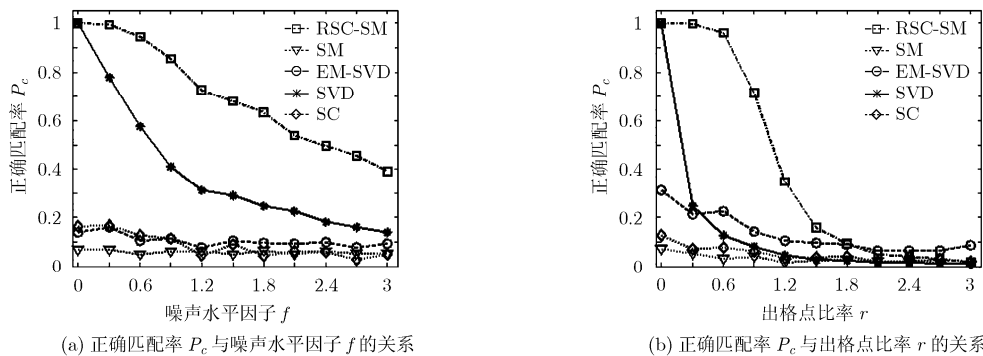 1
0.8
0.6
0.4
0.2
0
正确匹配率 Pc
RSC-SM
SM
EM-SVD
SVD
SC
0 0.6 1.2 1.8 2.4 3
噪声水平因子 f
(a) 正确匹配率 Pc 与噪声水平因子 f 的关系
1
0.8
0.6
0.4
0.2
0
正确匹配率 Pc
RSC-SM
SM
EM-SVD
SVD
SC
0 0.6 1.2 1.8 2.4 3
出格点比率 r
(b) 正确匹配率 Pc 与出格点比率 r 的关系